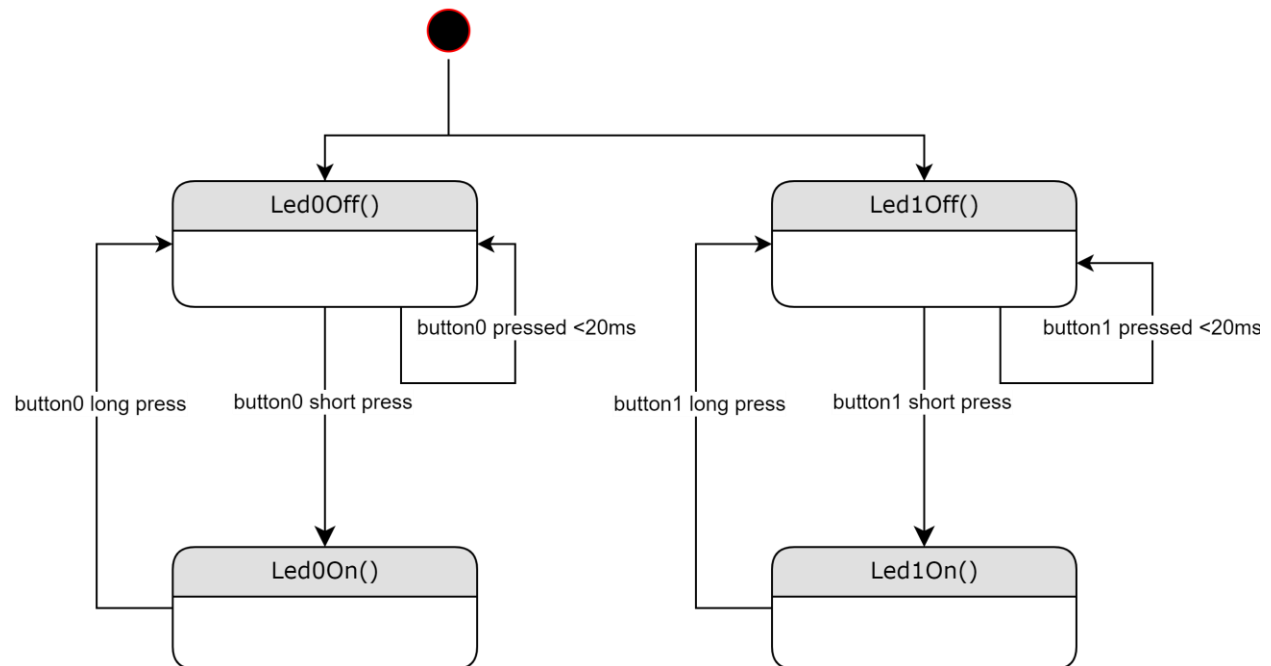 Led0Off()
Led1Off()
button0 pressed <20ms
button1 pressed <20ms
button0 long press
button0 short press
button1 long press
button1 short press
Led0On()
Led1On()